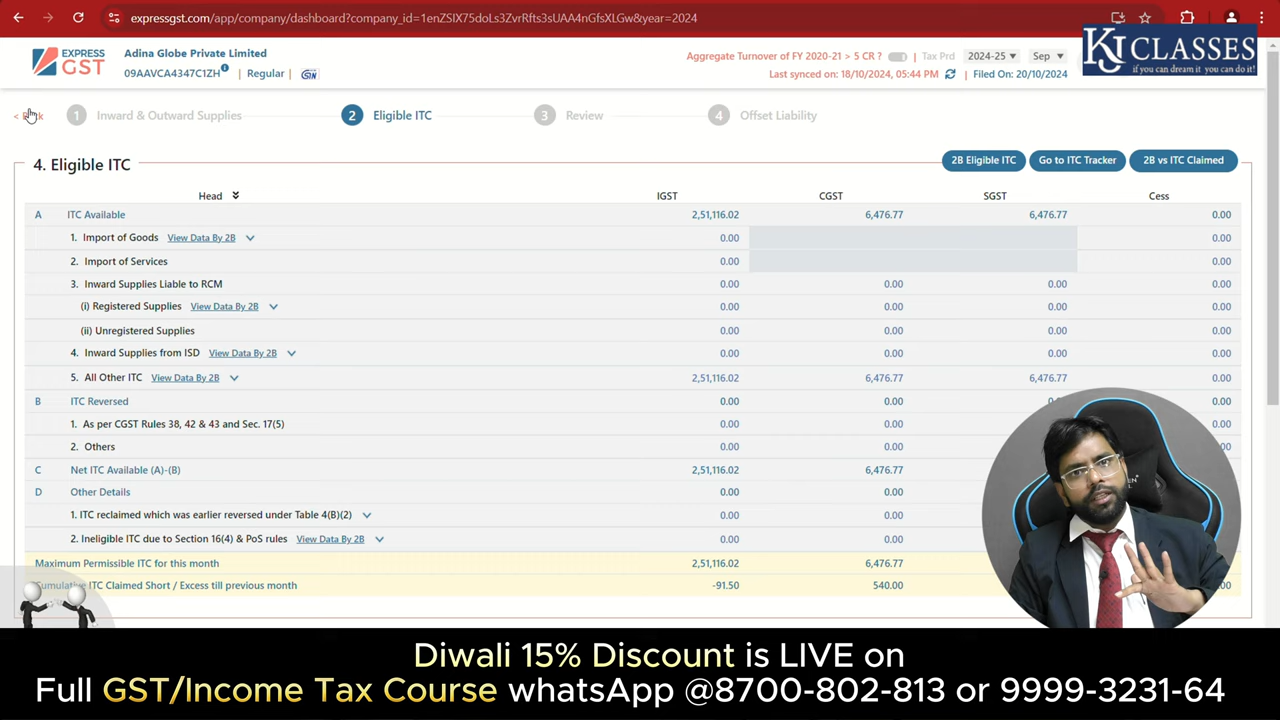 expressgst.com/app/company/dashboard?company_id=1enZSIX75doLs3ZvrRfts3sUAA4nGfsXLGw&year=2024
EXPRESS GST
Adina Globe Private Limited
09AAVCA4347C1ZH
Regular
GSTN
Aggregate Turnover of FY 2020-21 > 5 CR ?
Tax Prd
2024-25
Sep
Last synced on: 18/10/2024, 05:44 PM
Filed On: 20/10/2024
KJ CLASSES
if you can dream it you can do it!
1 Inward & Outward Supplies
2 Eligible ITC
3 Review
4 Offset Liability
4. Eligible ITC
2B Eligible ITC
Go to ITC Tracker
2B vs ITC Claimed
Head IGST CGST SGST Cess
A ITC Available 2,51,116.02 6,476.77 6,476.77 0.00
1. Import of Goods View Data By 2B 0.00 0.00
2. Import of Services 0.00 0.00
3. Inward Supplies Liable to RCM 0.00 0.00 0.00 0.00
(i) Registered Supplies View Data By 2B 0.00 0.00 0.00 0.00
(ii) Unregistered Supplies 0.00 0.00 0.00 0.00
4. Inward Supplies from ISD View Data By 2B 0.00 0.00 0.00 0.00
5. All Other ITC View Data By 2B 2,51,116.02 6,476.77 6,476.77 0.00
B ITC Reversed 0.00 0.00 0.00
1. As per CGST Rules 38, 42 & 43 and Sec. 17(5) 0.00 0.00 0.00
2. Others 0.00 0.00
C Net ITC Available (A)-(B) 2,51,116.02 6,476.77
D Other Details 0.00 0.00
1. ITC reclaimed which was earlier reversed under Table 4(B)(2) 0.00 0.00
2. Ineligible ITC due to Section 16(4) & PoS rules View Data By 2B 0.00 0.00
Maximum Permissible ITC for this month 2,51,116.02 6,476.77
ITC Claimed Short / Excess till previous month -91.50 540.00
Diwali 15% Discount is LIVE on
Full GST/Income Tax Course whatsApp @8700-802-813 or 9999-3231-64